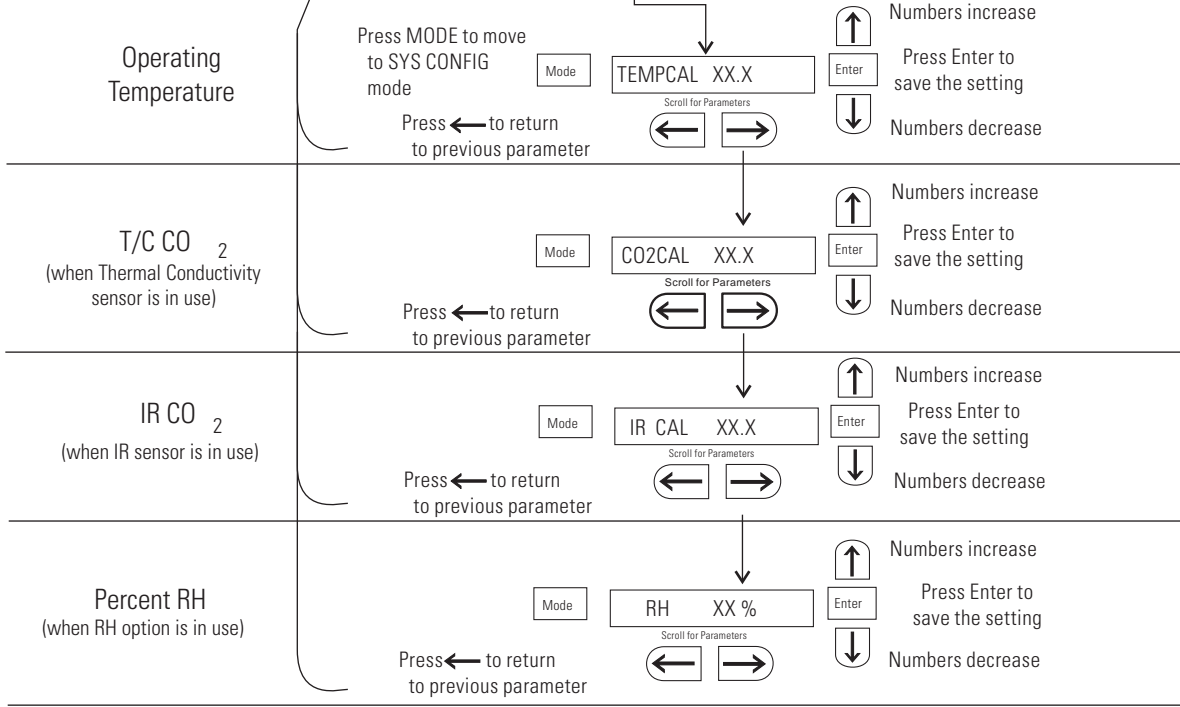 Operating
Temperature
Press MODE to move
to SYS CONFIG
mode
Press to return
to previous parameter
Mode
TEMPCAL XX.X
Scroll for Parameters
Numbers increase
Enter
Press Enter to
save the setting
Numbers decrease
T/C CO 2
(when Thermal Conductivity
sensor is in use)
Press to return
to previous parameter
Mode
CO2CAL XX.X
Scroll for Parameters
Numbers increase
Enter
Press Enter to
save the setting
Numbers decrease
IR CO 2
(when IR sensor is in use)
Press to return
to previous parameter
Mode
IR CAL XX.X
Scroll for Parameters
Numbers increase
Enter
Press Enter to
save the setting
Numbers decrease
Percent RH
(when RH option is in use)
Press to return
to previous parameter
Mode
RH XX %
Scroll for Parameters
Numbers increase
Enter
Press Enter to
save the setting
Numbers decrease